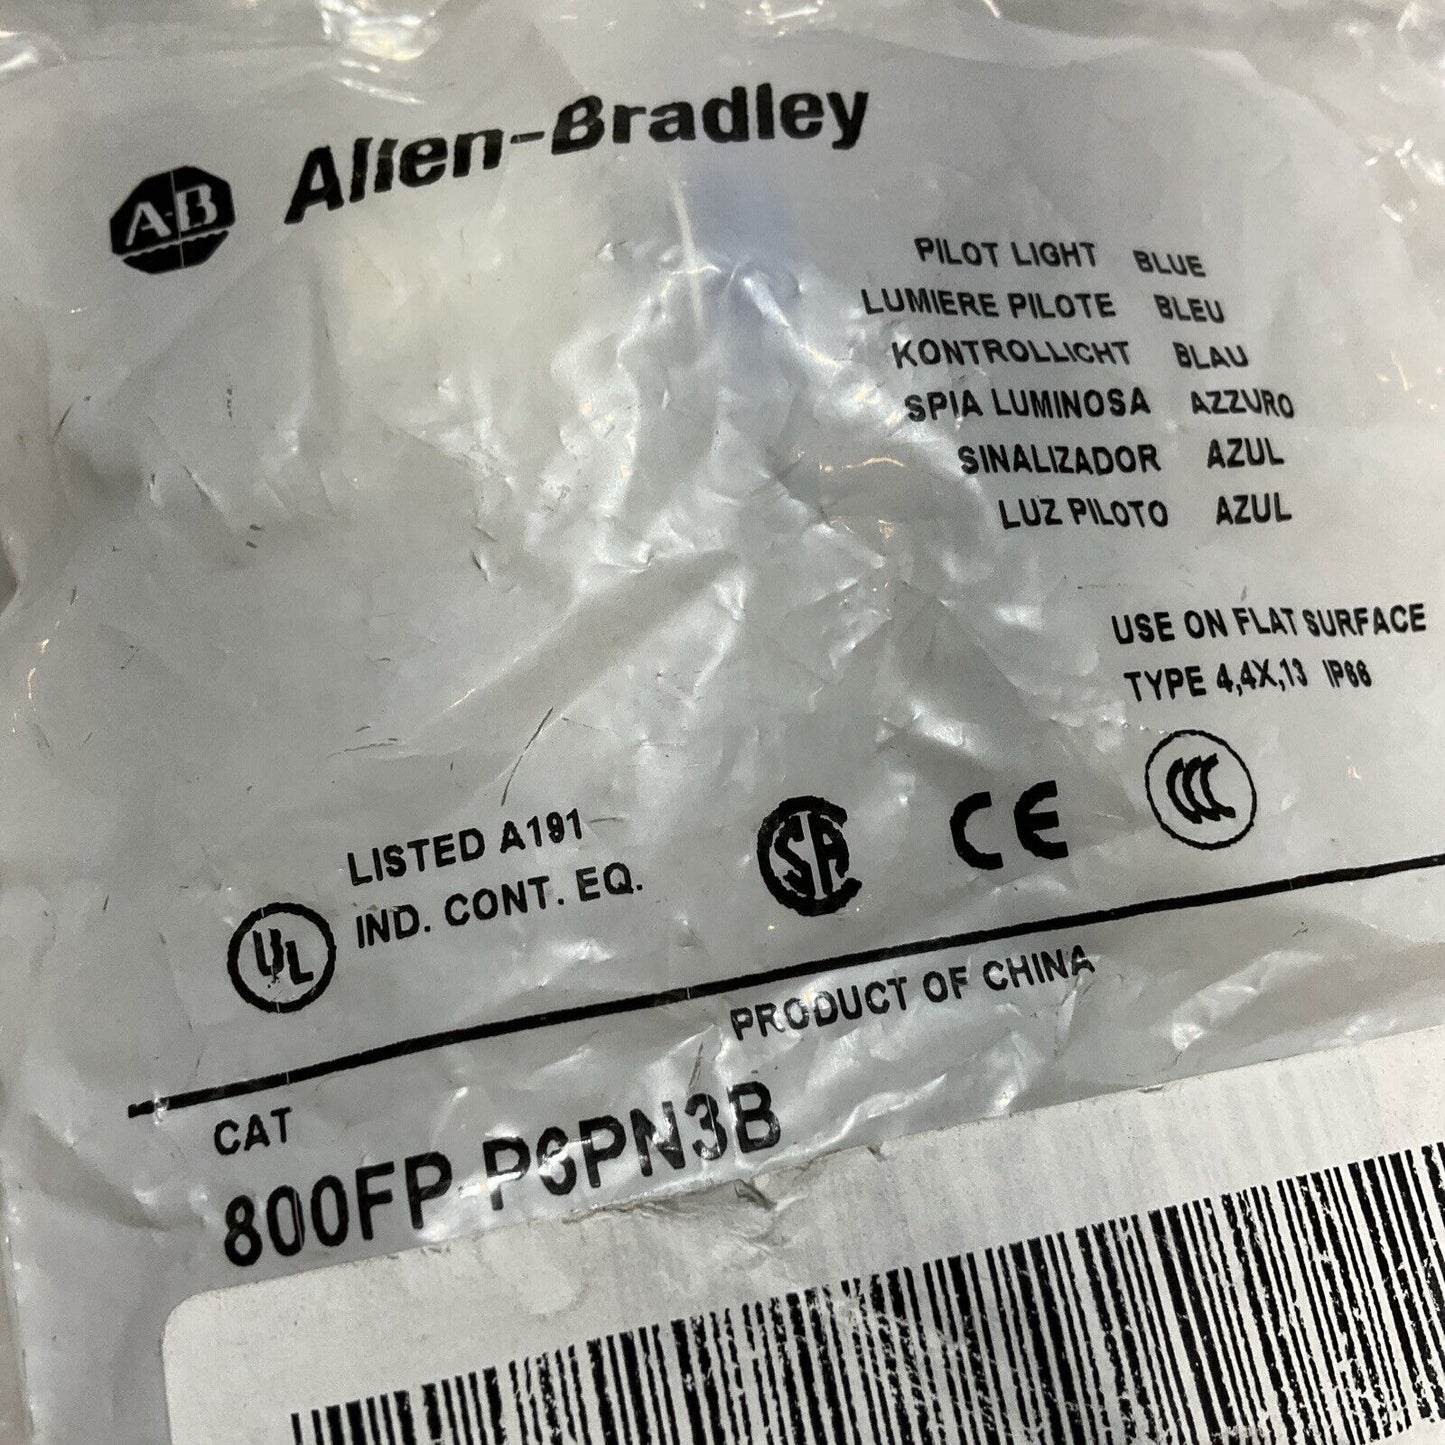 A-B Allen-Bradley
PILOT LIGHT BLUE
LUMIERE PILOTE BLEU
KONTROLLICHT BLAU
SPIA LUMINOSA AZZURO
SINALIZADOR AZUL
LUZ PILOTO AZUL
USE ON FLAT SURFACE
TYPE 4,4X,13 IP66
LISTED A191
IND. CONT. EQ.
UL
SA
CE
CCC
PRODUCT OF CHINA
CAT
800FP-P6PN3B